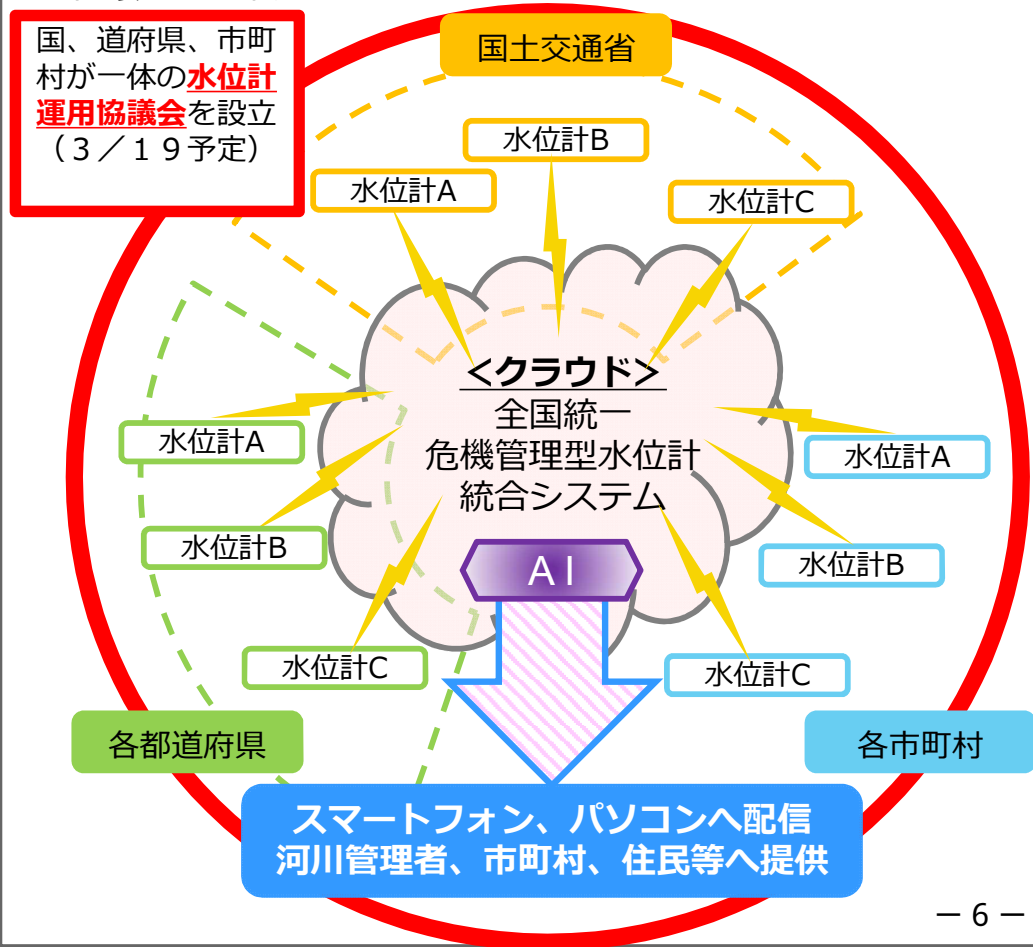 国、道府県、市町
村が一体の水位計
運用協議会を設立
（３／１９予定）
国土交通省
水位計B
水位計A
水位計C
<クラウド>
全国統一
危機管理型水位計
統合システム
水位計A
水位計B
水位計C
水位計A
水位計B
水位計C
ＡＩ
各都道府県
各市町村
スマートフォン、パソコンへ配信
河川管理者、市町村、住民等へ提供
－６－